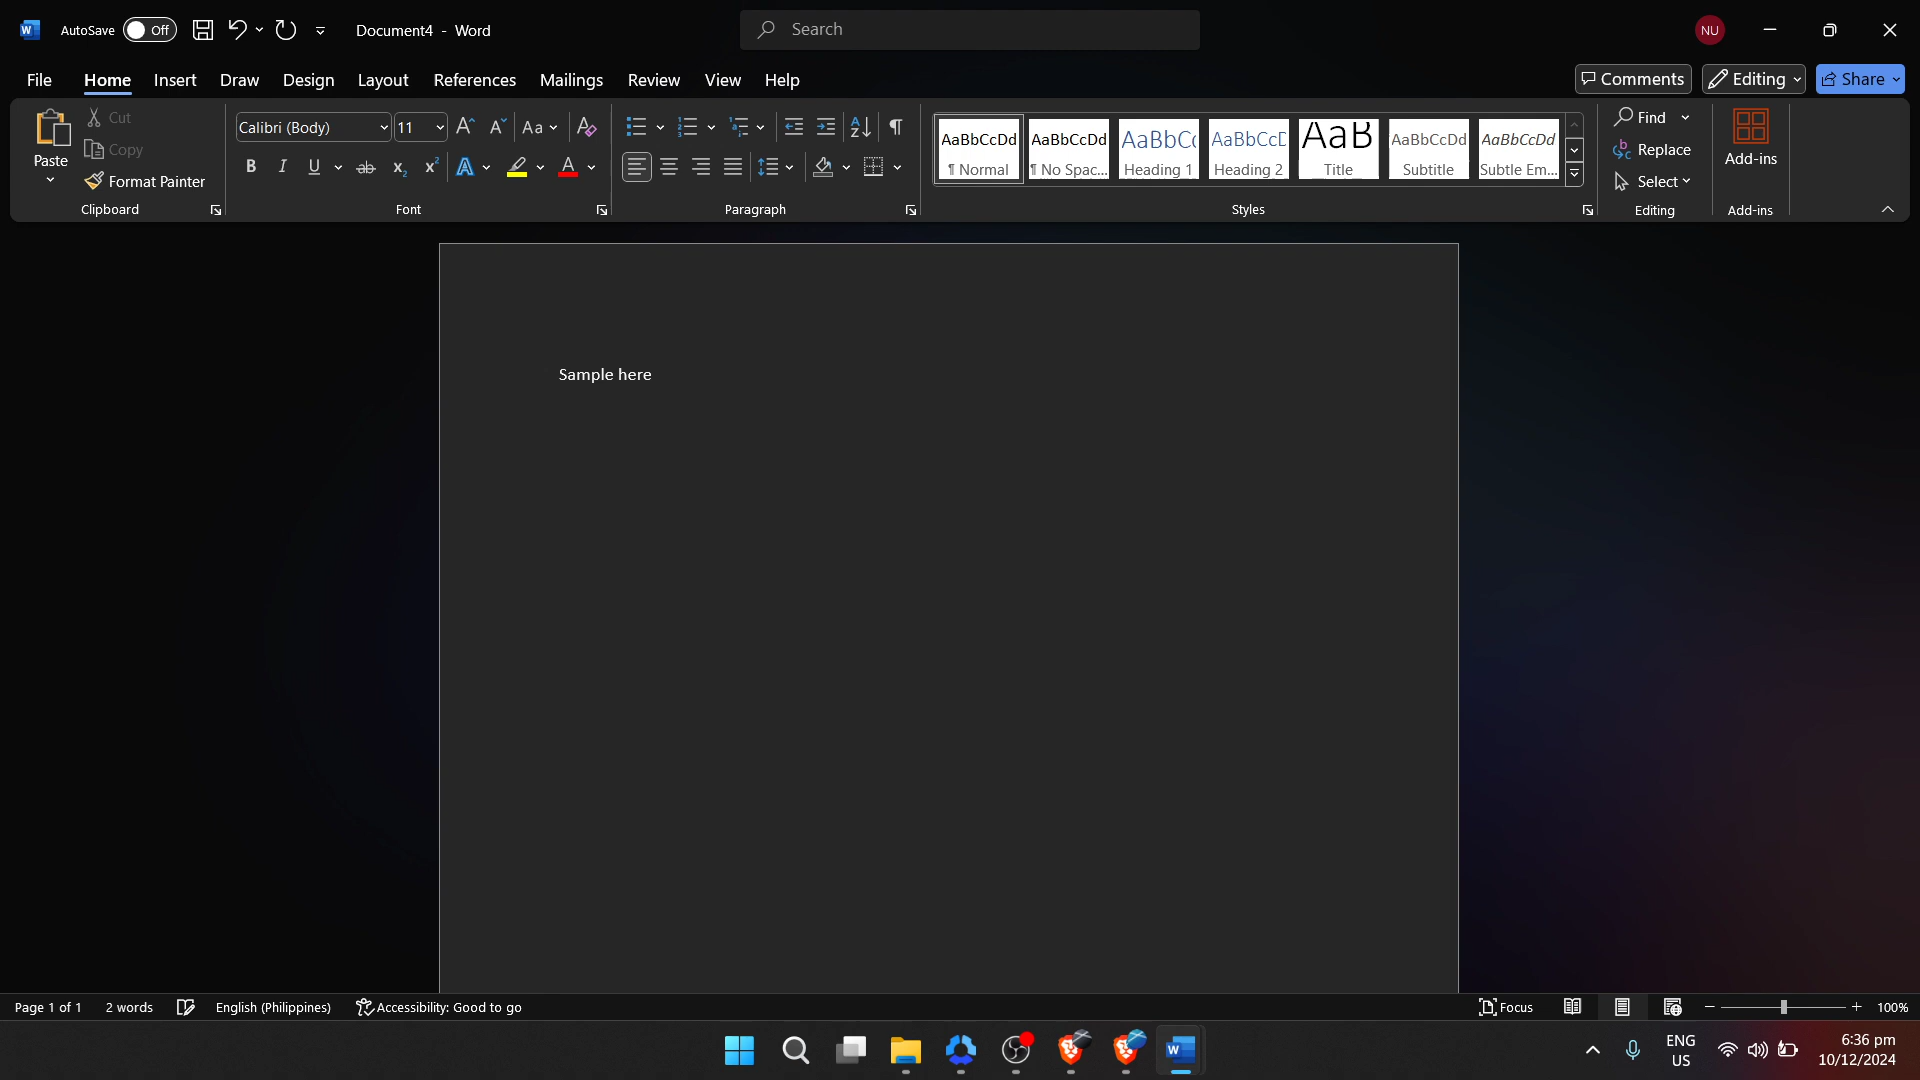 W AutoSave Off Document4 - Word Search NU
File Home Insert Draw Design Layout References Mailings Review View Help Comments Editing Share
Paste Cut Copy Format Painter Clipboard
Calibri (Body) 11 A A Aa
B I U ab x2 x2 A A Font
Paragraph
AaBbCcDd AaBbCcDd AaBbC AaBbCcD AaB AaBbCcDd AaBbCcDd
¶ Normal ¶ No Spac... Heading 1 Heading 2 Title Subtitle Subtle Em...
Styles
Find
Replace
Select
Editing
Add-ins
Add-ins
Sample here
Page 1 of 1 2 words English (Philippines) Accessibility: Good to go Focus 100%
W ENG 6:36 pm
US 10/12/2024